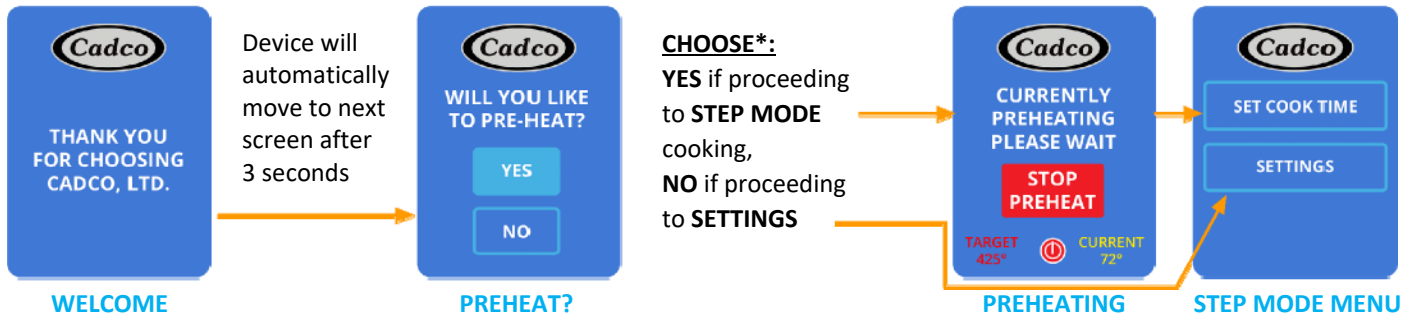 Cadco
THANK YOU
FOR CHOOSING
CADCO, LTD.
WELCOME
Device will
automatically
move to next
screen after
3 seconds
Cadco
WILL YOU LIKE
TO PRE-HEAT?
YES
NO
PREHEAT?
CHOOSE*:
YES if proceeding
to STEP MODE
cooking,
NO if proceeding
to SETTINGS
Cadco
CURRENTLY
PREHEATING
PLEASE WAIT
STOP
PREHEAT
TARGET
425°
CURRENT
72°
PREHEATING
Cadco
SET COOK TIME
SETTINGS
STEP MODE MENU